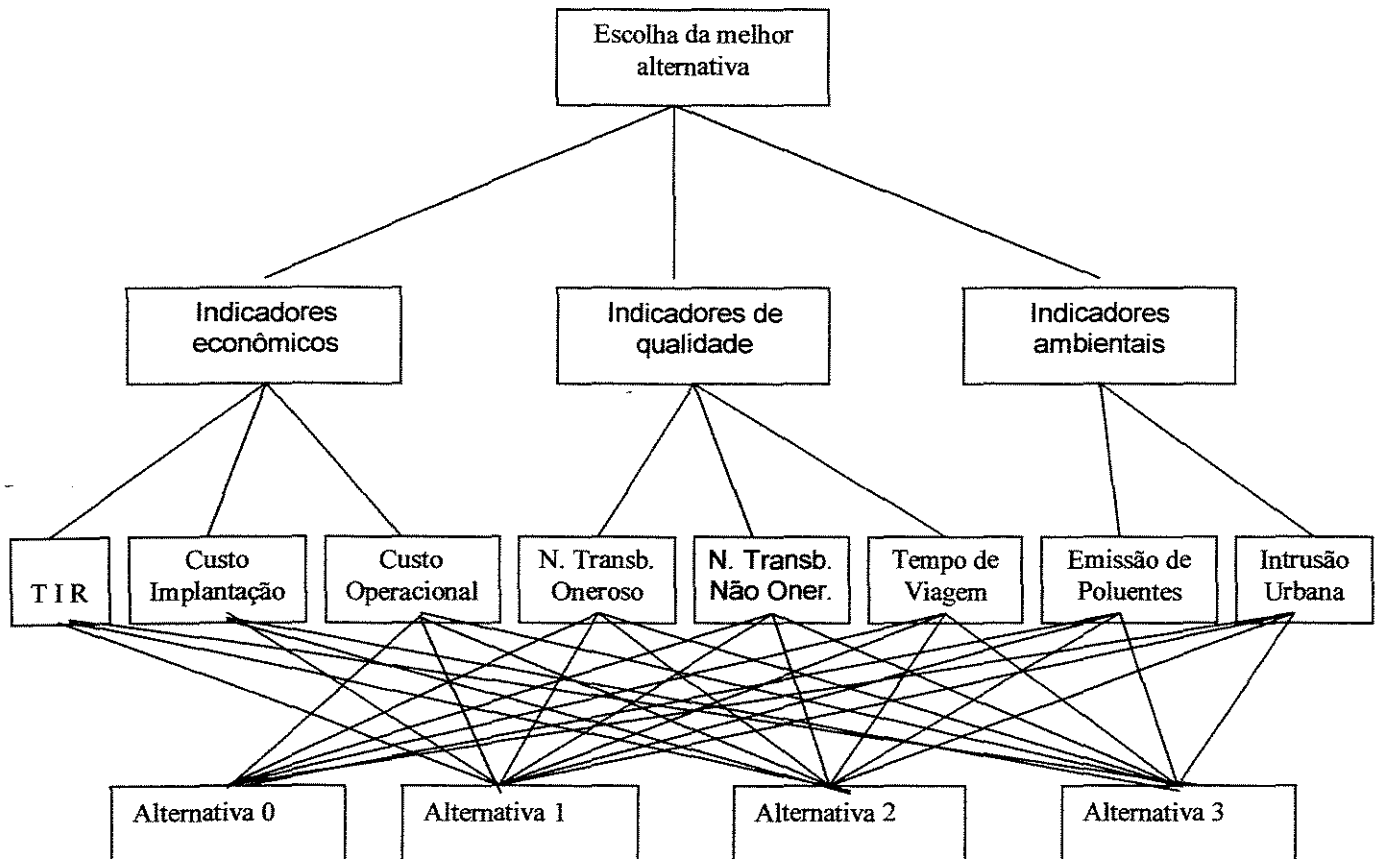 Escolha da melhor
alternativa
Indicadores
econômicos
Indicadores de
qualidade
Indicadores
ambientais
T I R
Custo
Implantação
Custo
Operacional
N. Transb.
Oneroso
N. Transb.
Não Oner.
Tempo de
Viagem
Emissão de
Poluentes
Intrusão
Urbana
Alternativa 0
Alternativa 1
Alternativa 2
Alternativa 3